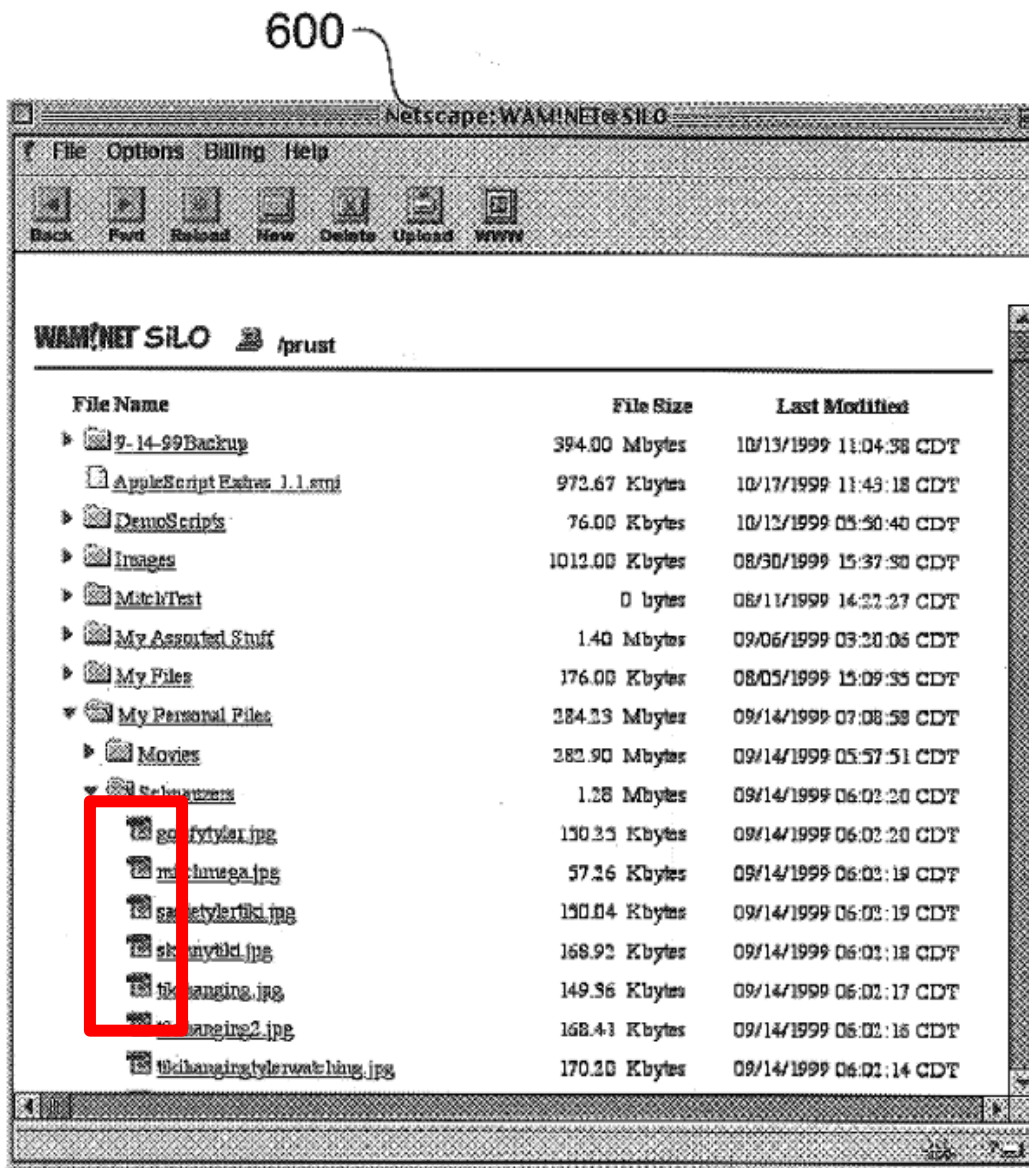 600
Netscape: WAM!NET@SILO
File Options Billing Help
Back Fwd Reload New Delete Upload WWW
WAM!NET SiLO /prust
File Name File Size Last Modified
9-14-99Backup 394.00 Mbytes 10/13/1999 11:04:38 CDT
AppleScript Extras 1.1.smi 972.67 Kbytes 10/17/1999 11:43:18 CDT
DemoScripts 76.00 Kbytes 10/12/1999 05:50:40 CDT
Images 1012.00 Kbytes 08/30/1999 15:37:30 CDT
MitchTest 0 bytes 08/11/1999 14:22:27 CDT
My Assorted Stuff 1.40 Mbytes 09/06/1999 03:20:06 CDT
My Files 176.00 Kbytes 08/05/1999 15:09:35 CDT
My Personal Files 284.23 Mbytes 09/14/1999 07:08:58 CDT
Movies 282.90 Mbytes 09/14/1999 05:57:51 CDT
Schnauzers 1.28 Mbytes 09/14/1999 06:02:20 CDT
150.25 Kbytes 09/14/1999 06:02:20 CDT
57.26 Kbytes 09/14/1999 06:02:19 CDT
150.04 Kbytes 09/14/1999 06:02:19 CDT
168.92 Kbytes 09/14/1999 06:02:18 CDT
149.36 Kbytes 09/14/1999 06:02:17 CDT
168.41 Kbytes 09/14/1999 06:02:16 CDT
tikihangingtylerwatching.jpg 170.20 Kbytes 09/14/1999 06:02:14 CDT